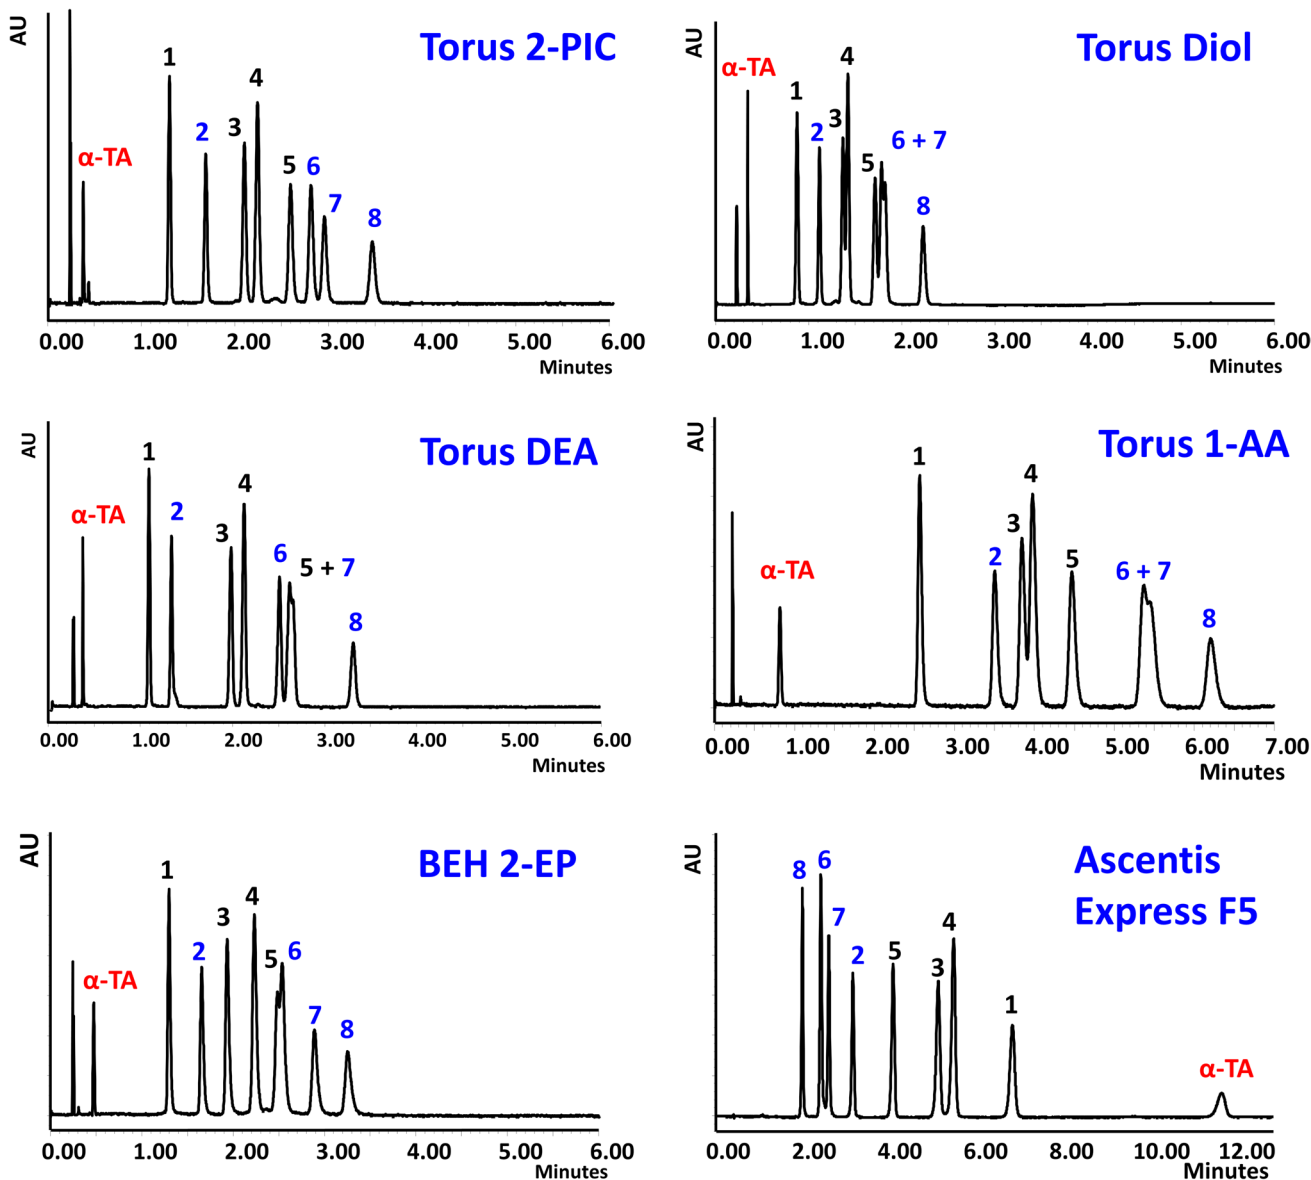 AU
Torus 2-PIC
α-TA
1
2
3
4
5
6
7
8
0.00 1.00 2.00 3.00 4.00 5.00 6.00
Minutes
AU
Torus Diol
α-TA
1
2
3
4
5
6 + 7
8
0.00 1.00 2.00 3.00 4.00 5.00 6.00
Minutes
AU
Torus DEA
α-TA
1
2
3
4
6
5 + 7
8
0.00 1.00 2.00 3.00 4.00 5.00 6.00
Minutes
AU
Torus 1-AA
α-TA
1
2
3
4
5
6 + 7
8
0.00 1.00 2.00 3.00 4.00 5.00 6.00 7.00
Minutes
AU
BEH 2-EP
α-TA
1
2
3
4
5
6
7
8
0.00 1.00 2.00 3.00 4.00 5.00 6.00
Minutes
AU
Ascentis
Express F5
8
6
7
2
5
3
4
1
α-TA
0.00 2.00 4.00 6.00 8.00 10.00 12.00
Minutes